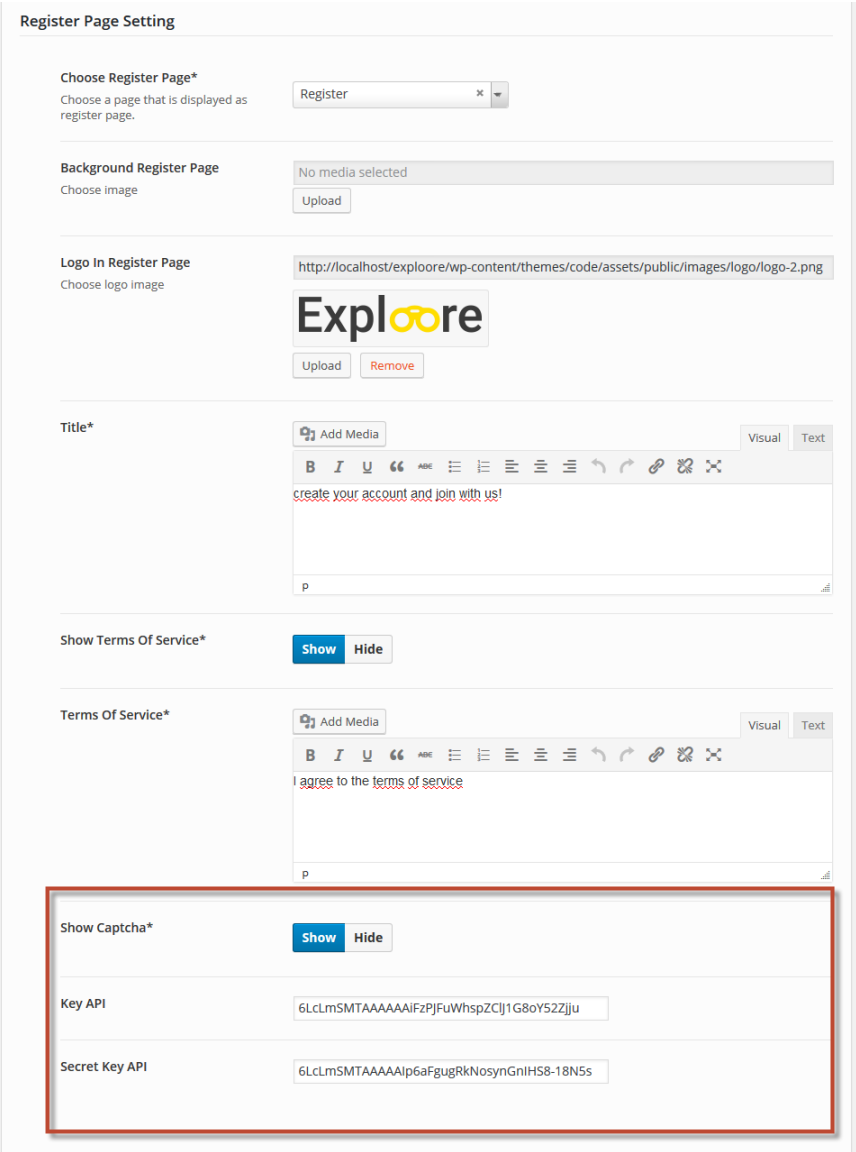 Register Page Setting
Choose Register Page*
Choose a page that is displayed as
register page.
Register
Background Register Page
Choose image
No media selected
Upload
Logo In Register Page
Choose logo image
http://localhost/exploore/wp-content/themes/code/assets/public/images/logo/logo-2.png
Exploore
Upload Remove
Title*
Add Media
Visual Text
B I U ABE
create your account and join with us!
p
Show Terms Of Service*
Show Hide
Terms Of Service*
Add Media
Visual Text
B I U ABE
I agree to the terms of service
p
Show Captcha*
Show Hide
Key API
6LcLmSMTAAAAAAiFzPJFuWhspZClJ1G8oY52Zjju
Secret Key API
6LcLmSMTAAAAAIp6aFgugRkNosynGnIHS8-18N5s